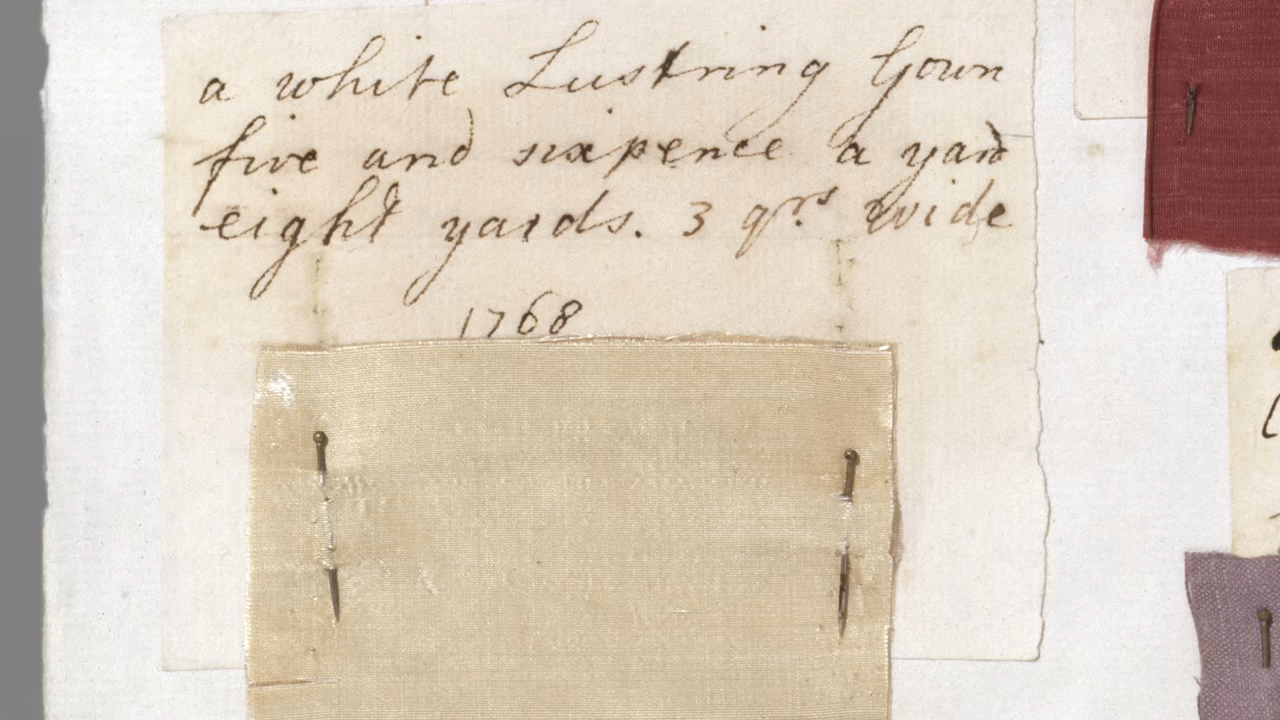 a white Lustring Gown
five and sixpence a yard
eight yards. 3 qrs wide
1768